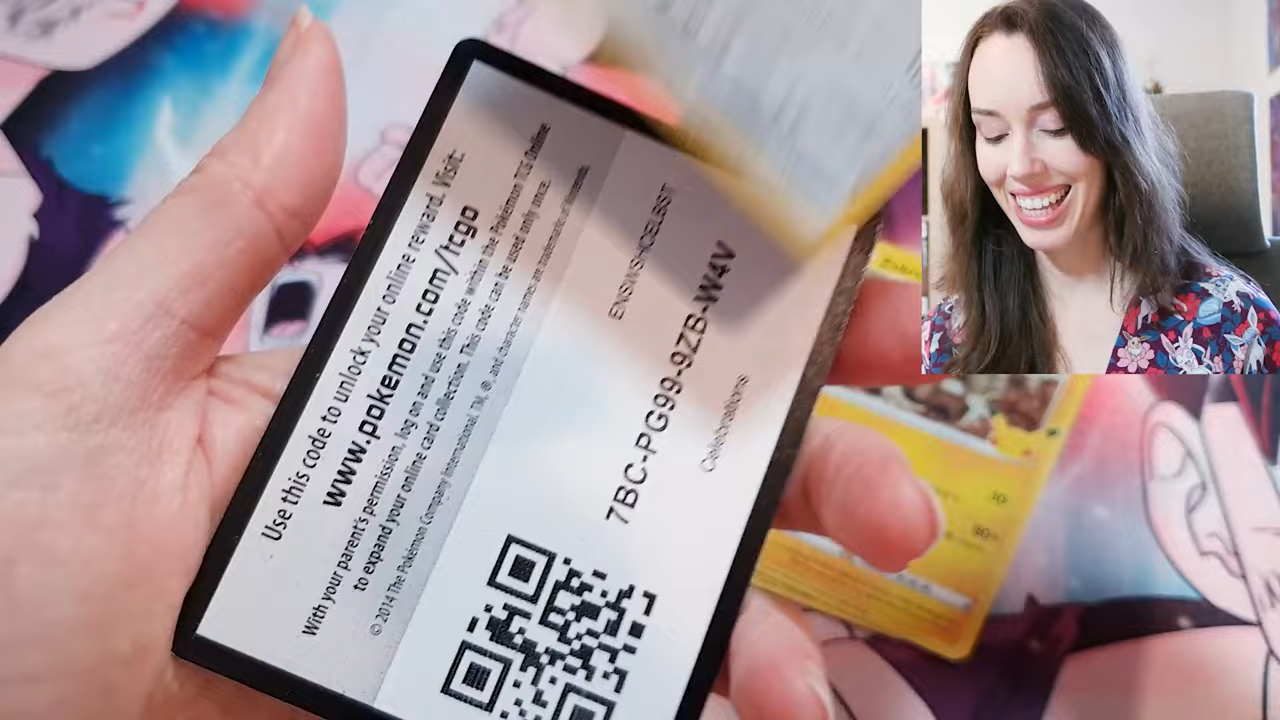 Use this code to unlock your online reward. Visit:
www.pokemon.com/tcgo
With your parent's permission, log on and use this code within the Pokémon TCG Online
to expand your online card collection. This code can be used only once.
© 2014 The Pokémon Company International. TM, ®, and character names are trademarks of Nintendo.
7BC-PG99-9ZB-W4V
Celebrations
10